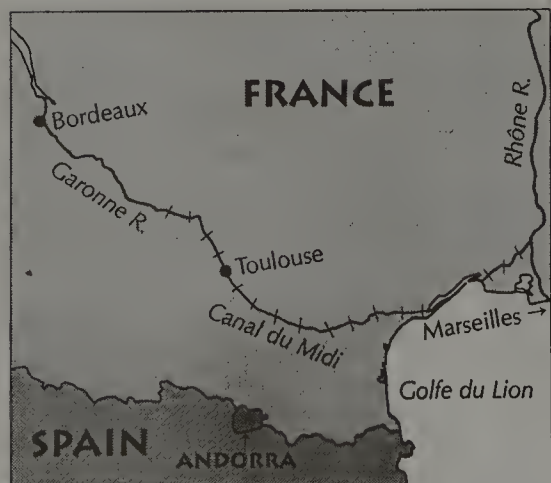 FRANCE
Bordeaux
Rhône R.
Garonne R.
Toulouse
Canal du Midi
Marseilles →
Golfe du Lion
SPAIN
ANDORRA